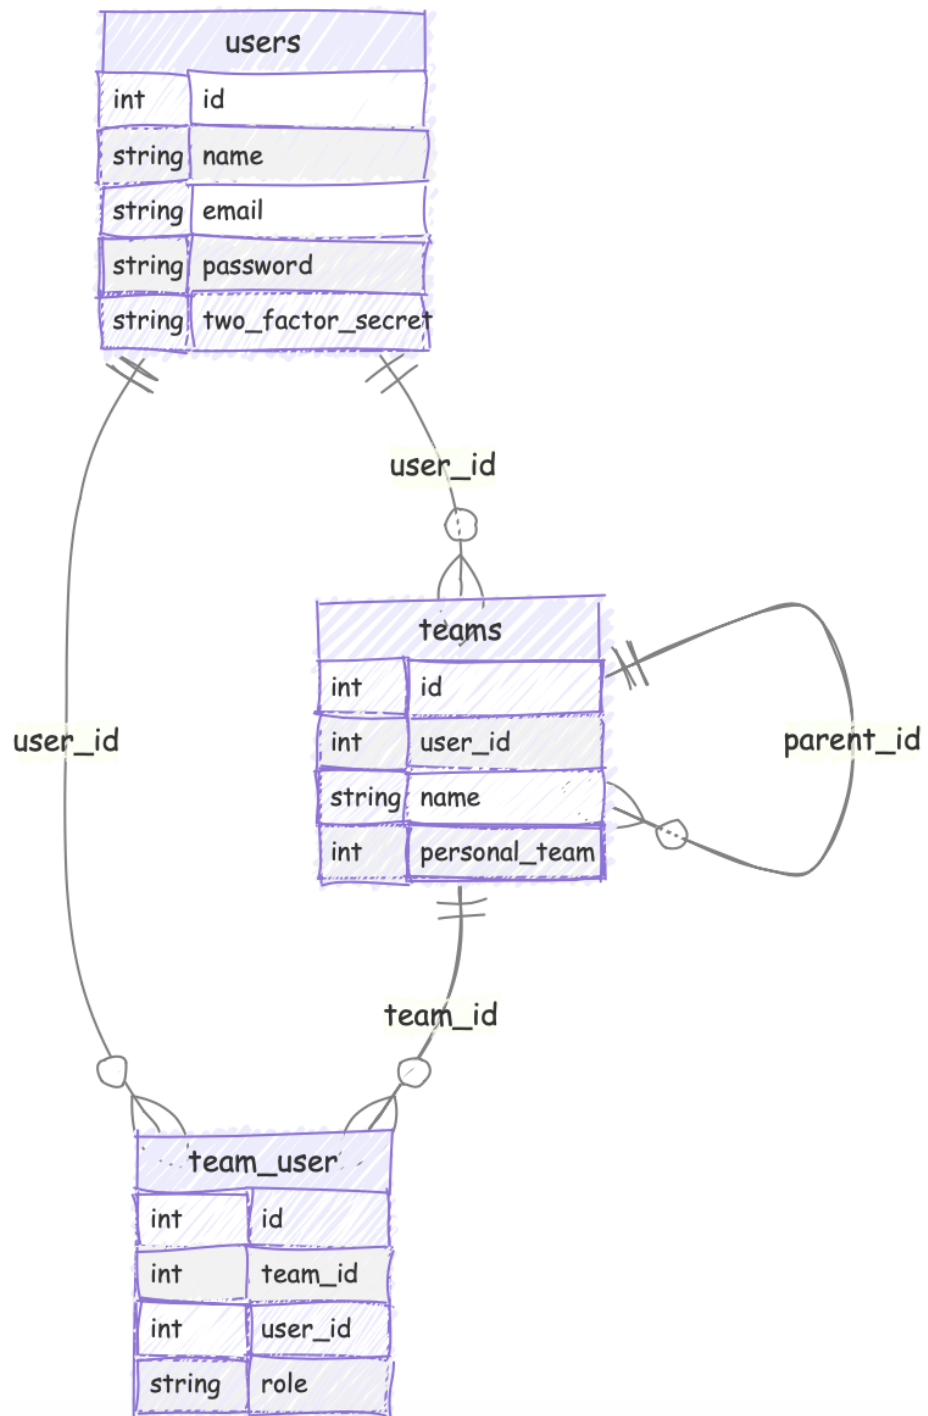 users
int id
string name
string email
string password
string two_factor_secret
user_id
teams
int id
int user_id
string name
int personal_team
user_id
parent_id
team_id
team_user
int id
int team_id
int user_id
string role